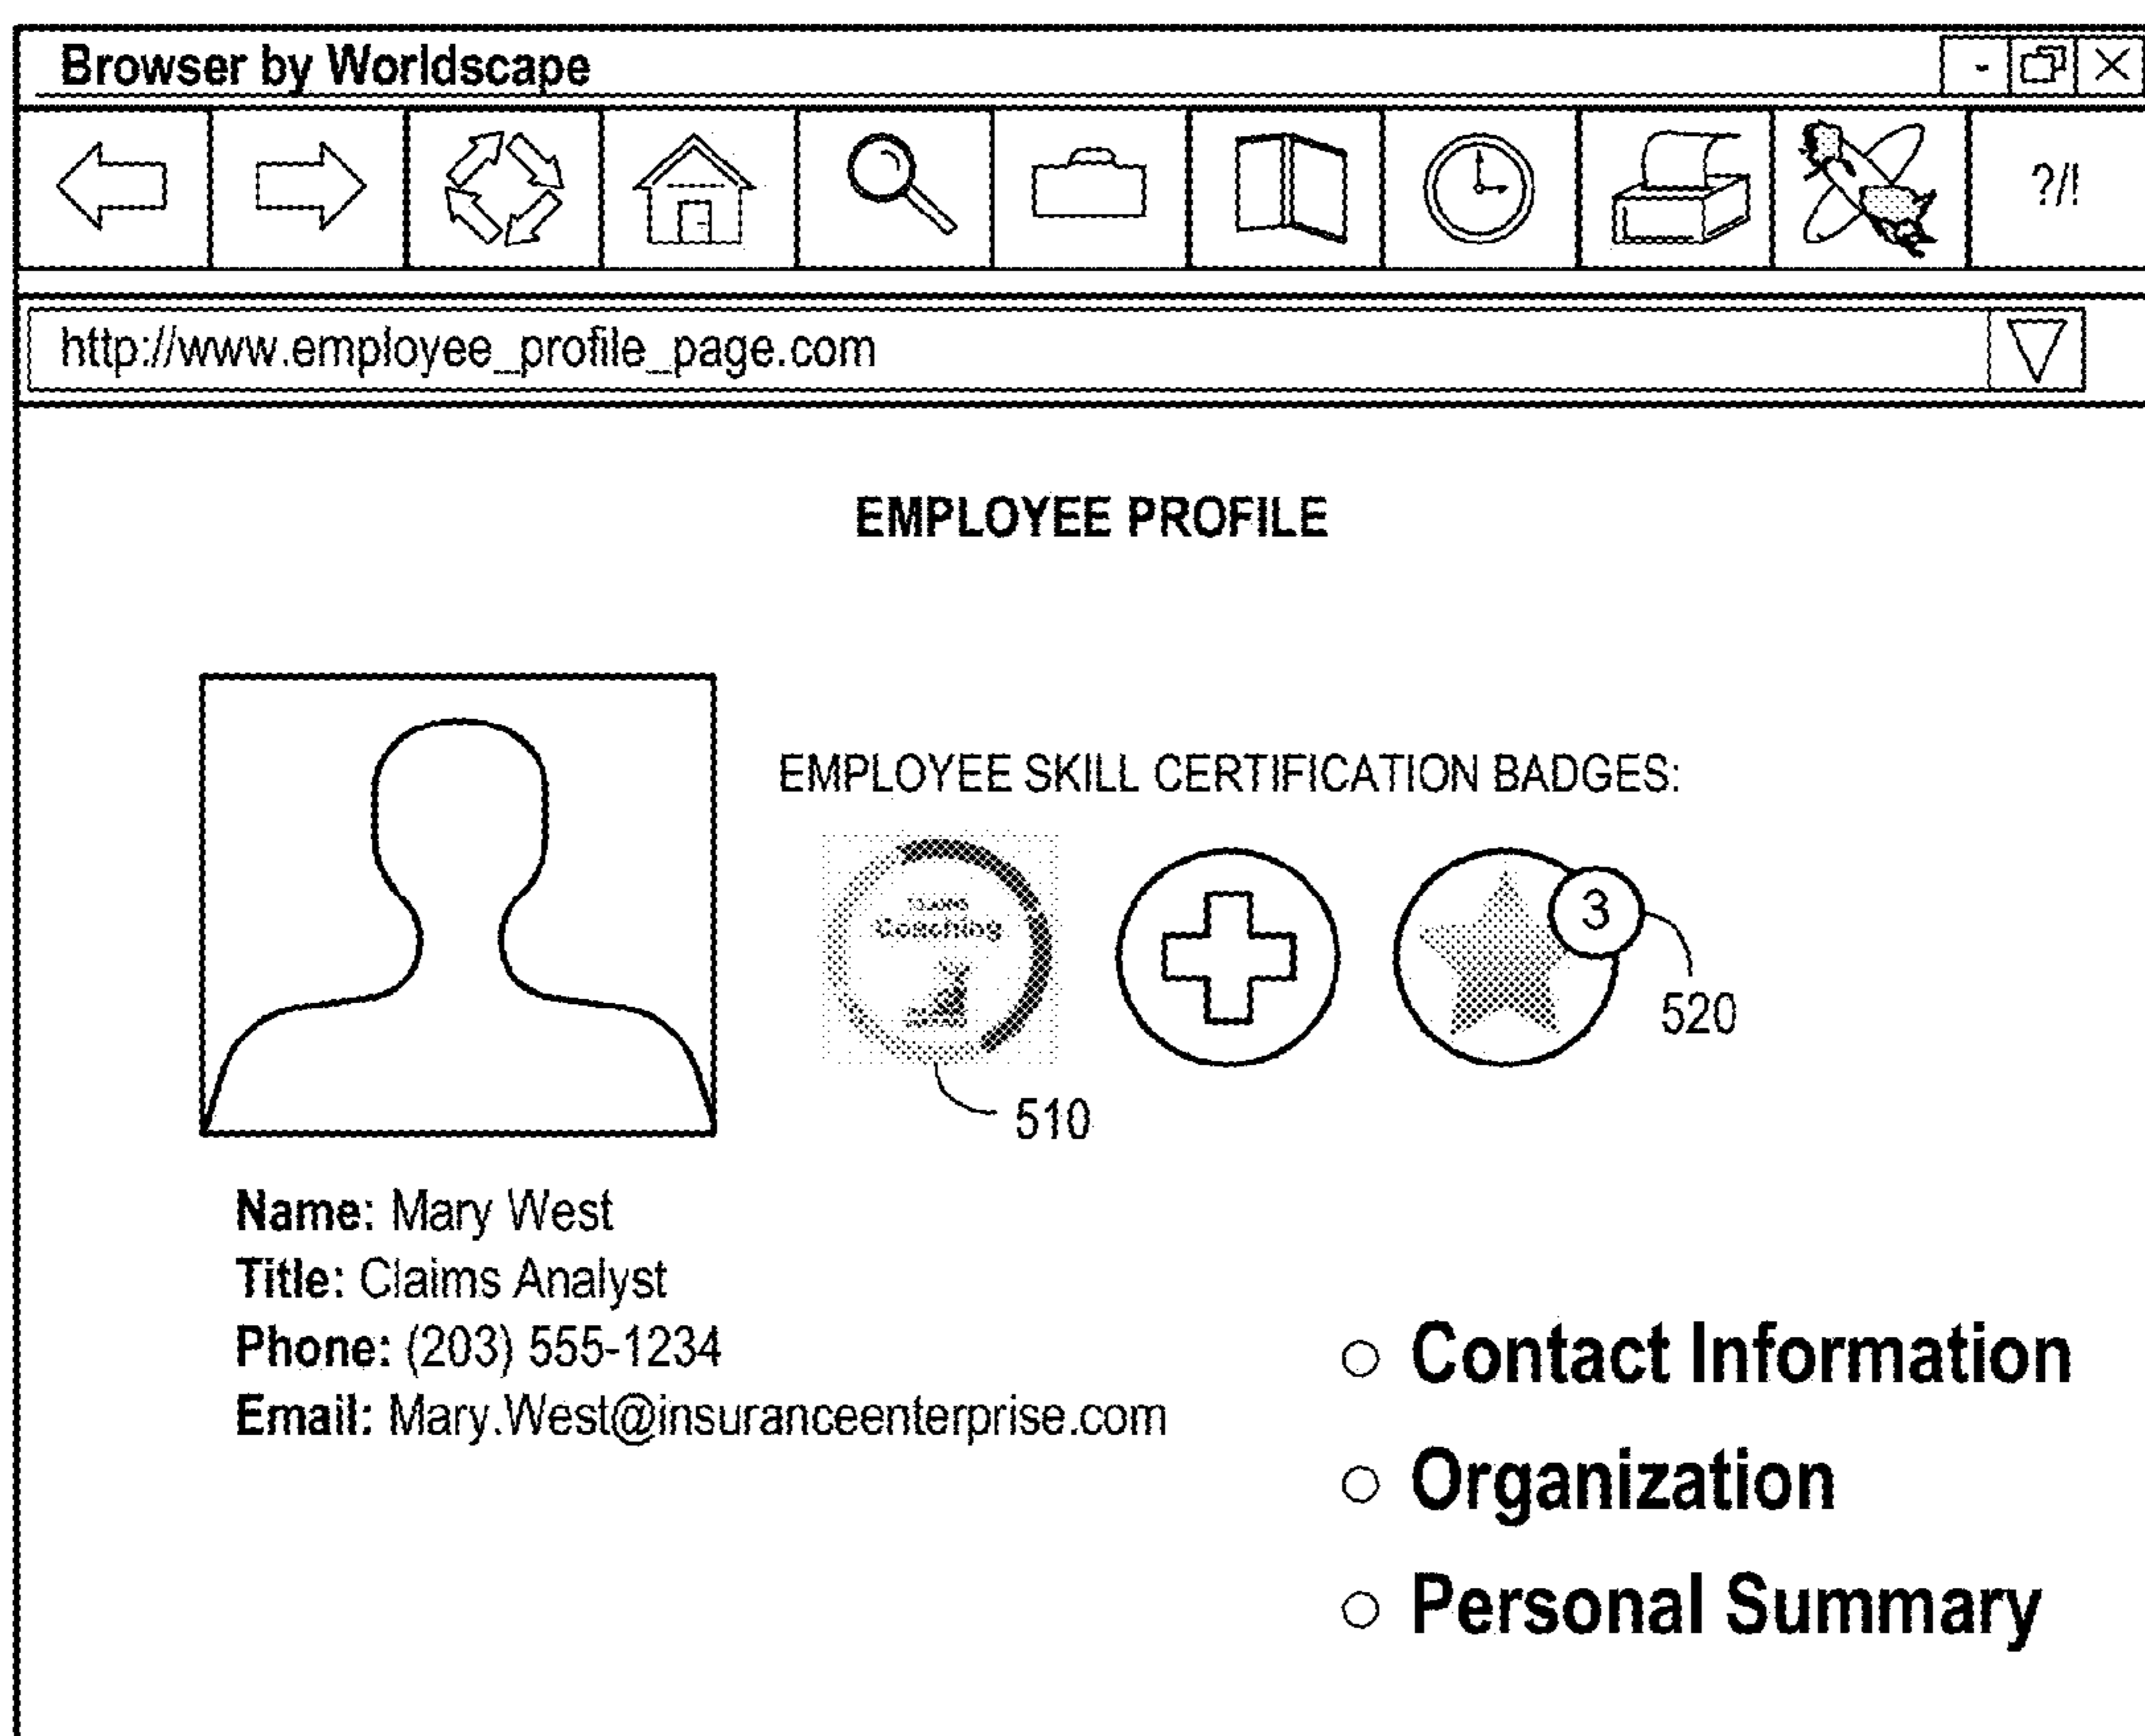 Browser by Worldscape
?/!
http://www.employee_profile_page.com
EMPLOYEE PROFILE
EMPLOYEE SKILL CERTIFICATION BADGES:
Coaching
3
520
510
Name: Mary West
Title: Claims Analyst
Phone: (203) 555-1234
Email: Mary.West@insuranceenterprise.com
Contact Information
Organization
Personal Summary